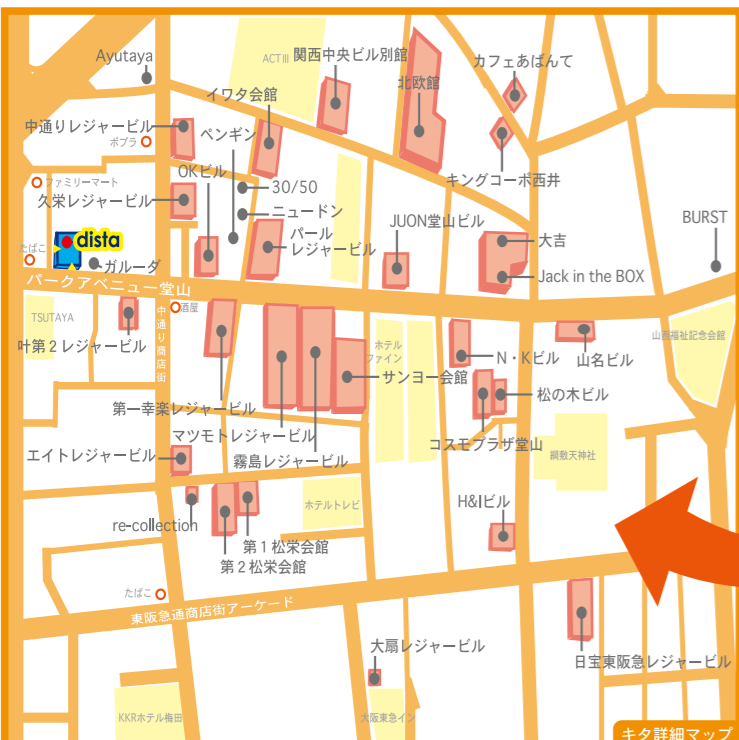 Ayutaya
ACTⅢ
関西中央ビル別館
カフェあばんて
イワタ会館
北欧館
中通りレジャービル
ポプラ
ペンギン
OKビル
キングコーポ西井
ファミリーマート
久栄レジャービル
30/50
ニュードン
パール
レジャービル
JUON堂山ビル
大吉
BURST
たばこ
dista
ガルーダ
Jack in the BOX
パークアベニュー堂山
TSUTAYA
中通り商店街
酒屋
叶第2レジャービル
ホテル
ファイン
N・Kビル
山名ビル
山西福祉記念会館
サンヨー会館
松の木ビル
第一幸楽レジャービル
マツモトレジャービル
コスモプラザ堂山
エイトレジャービル
霧島レジャービル
綱敷天神社
re-collection
ホテルトレビ
H&Iビル
第1松栄会館
第2松栄会館
たばこ
東阪急通商店街アーケード
大扇レジャービル
日宝東阪急レジャービル
KKRホテル梅田
大阪東急イン
キタ詳細マップ